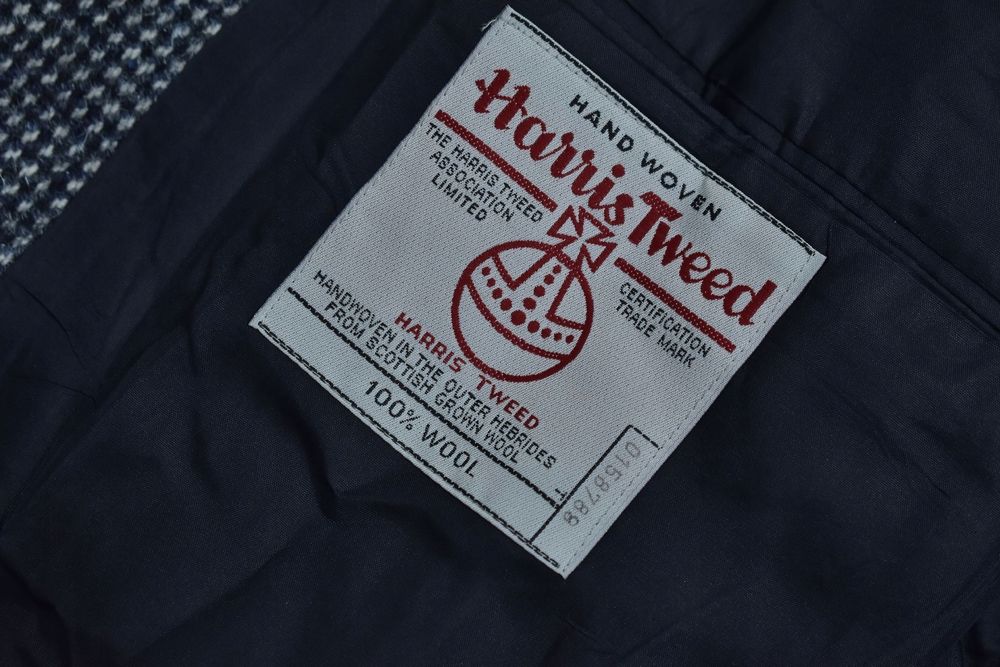 HAND WOVEN
Harris Tweed
THE HARRIS TWEED
ASSOCIATION
LIMITED
CERTIFICATION
TRADE MARK
HARRIS TWEED
HANDWOVEN IN THE OUTER HEBRIDES
FROM SCOTTISH GROWN WOOL
100% WOOL
0158789